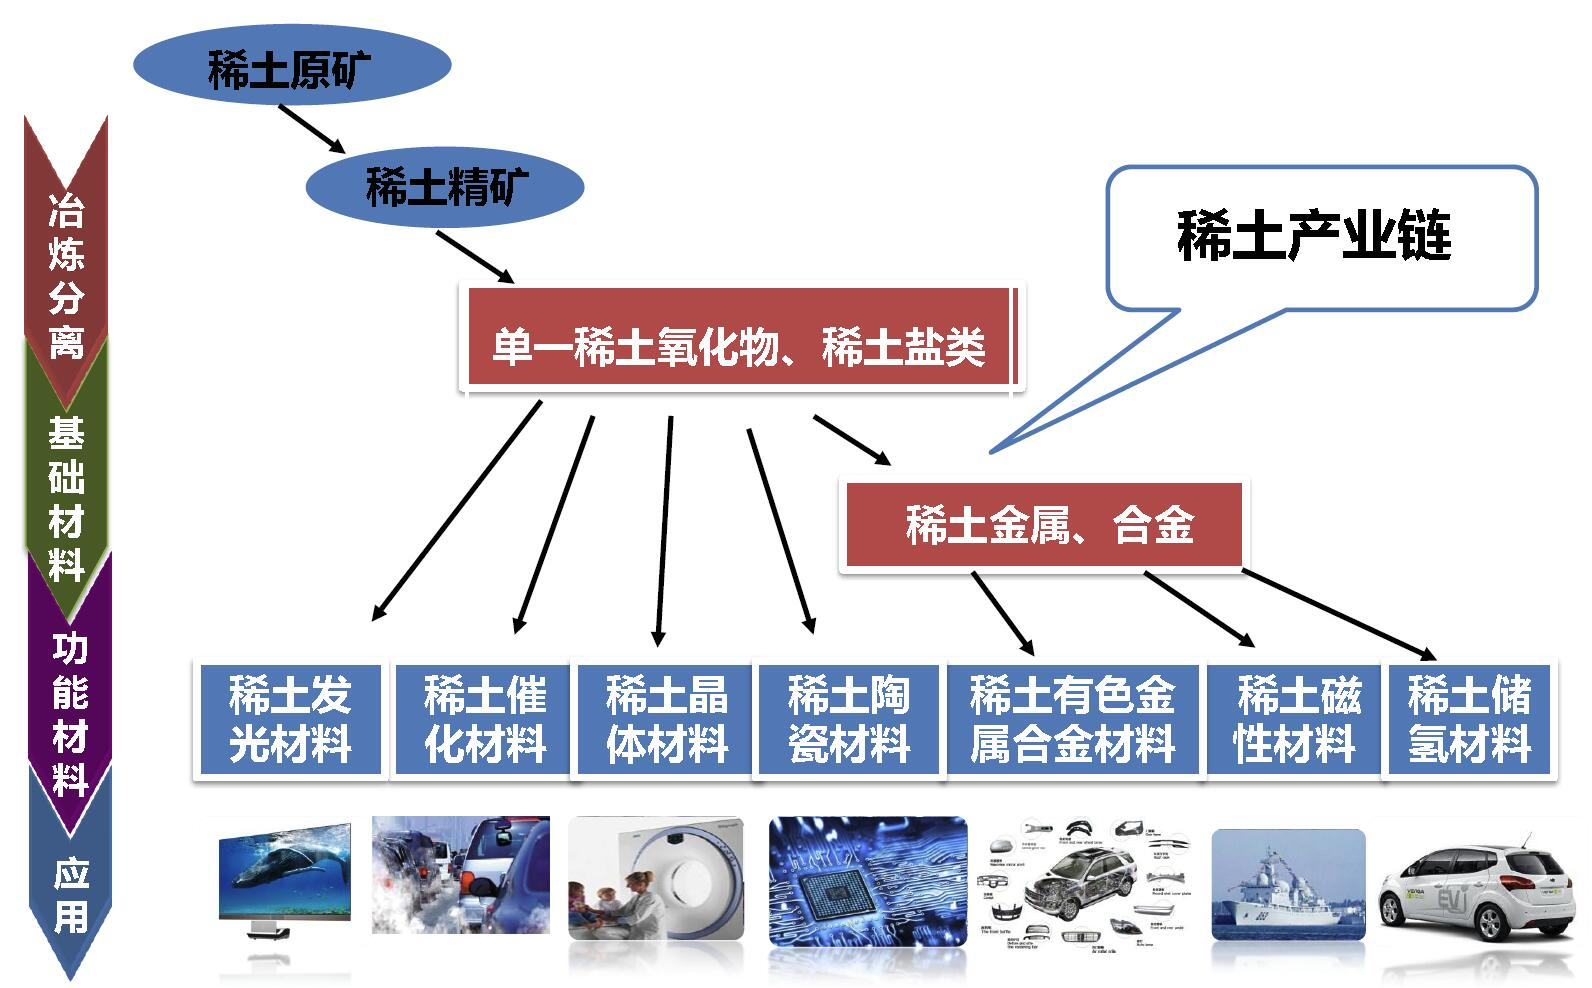 稀土原矿
稀土精矿
稀土产业链
单一稀土氧化物、稀土盐类
稀土金属、合金
冶炼分离
基础材料
功能材料
应用
稀土发
光材料
稀土催
化材料
稀土晶
体材料
稀土陶
瓷材料
稀土有色金
属合金材料
稀土磁
性材料
稀土储
氢材料
EV